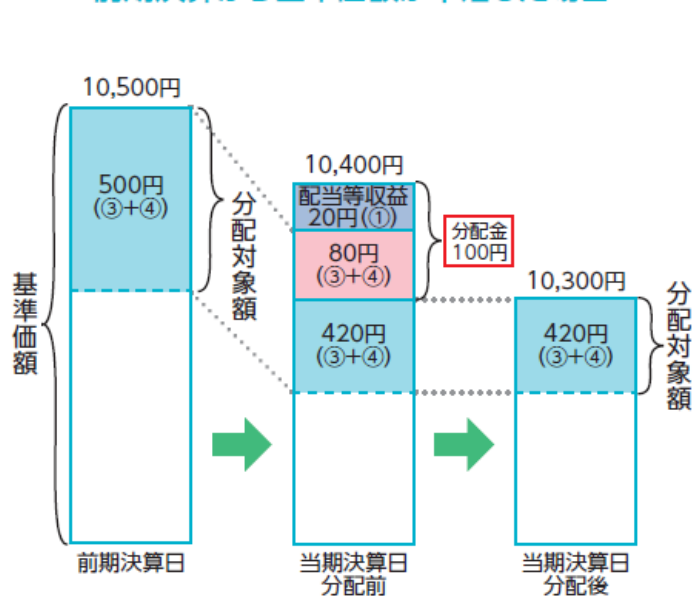 10,500円
500円
(③+④)
分配対象額
基準価額
前期決算日
10,400円
配当等収益
20円(①)
80円
(③+④)
分配金
100円
420円
(③+④)
当期決算日
分配前
10,300円
420円
(③+④)
分配対象額
当期決算日
分配後